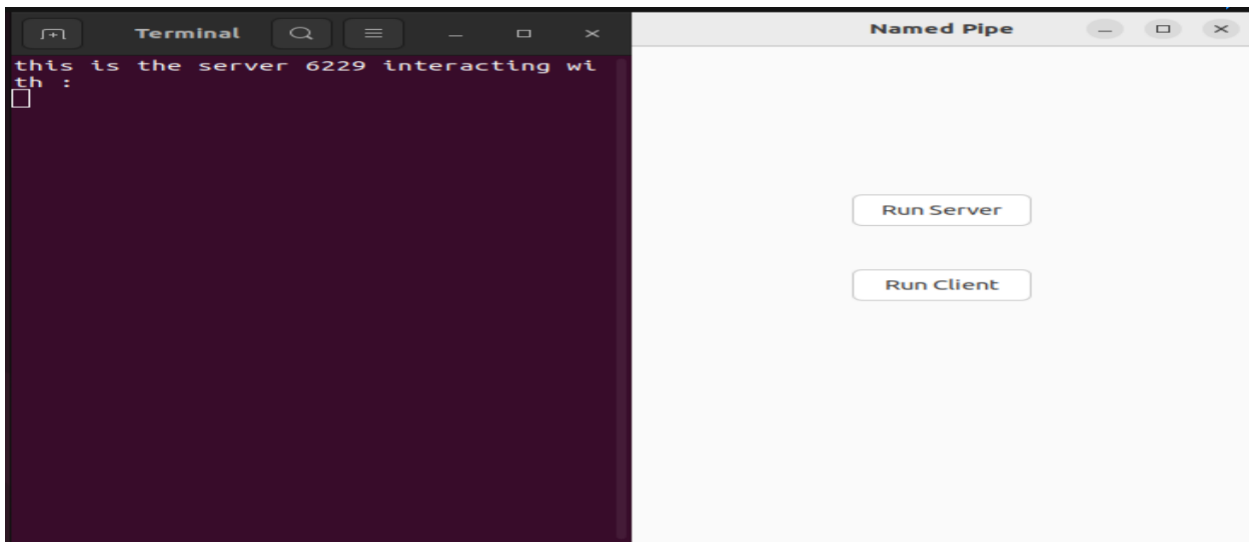 Terminal
this is the server 6229 interacting wi
th :
Named Pipe
Run Server
Run Client